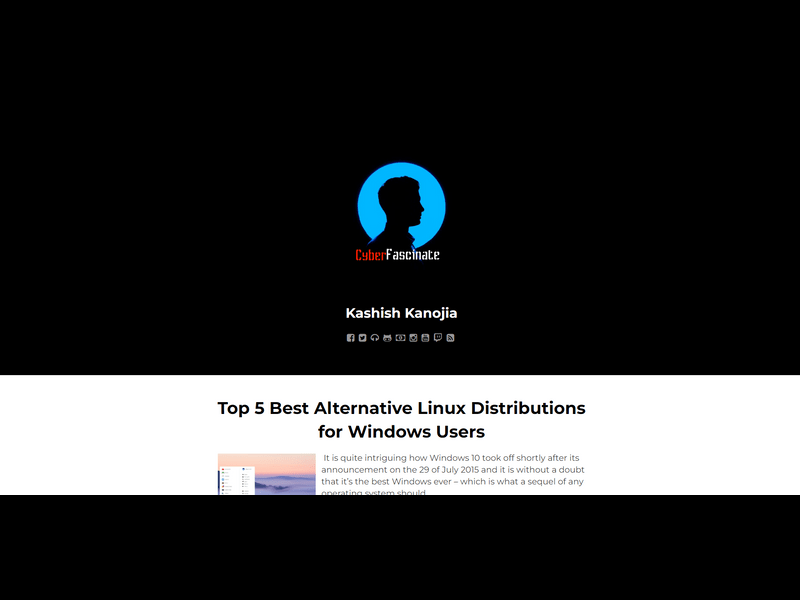 CyberFascinate
Kashish Kanojia
Top 5 Best Alternative Linux Distributions
for Windows Users
It is quite intriguing how Windows 10 took off shortly after its
announcement on the 29 of July 2015 and it is without a doubt
that it's the best Windows ever – which is what a sequel of any
operating system should